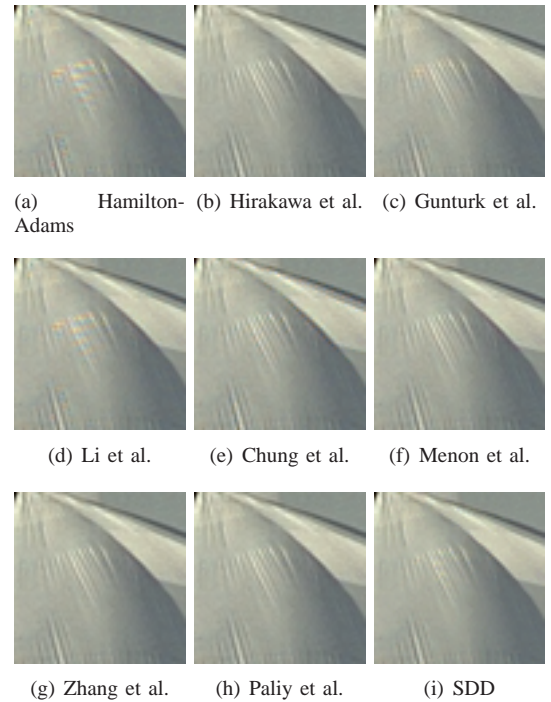 (a) Hamilton-Adams
(b) Hirakawa et al.
(c) Gunturk et al.
(d) Li et al.
(e) Chung et al.
(f) Menon et al.
(g) Zhang et al.
(h) Paliy et al.
(i) SDD